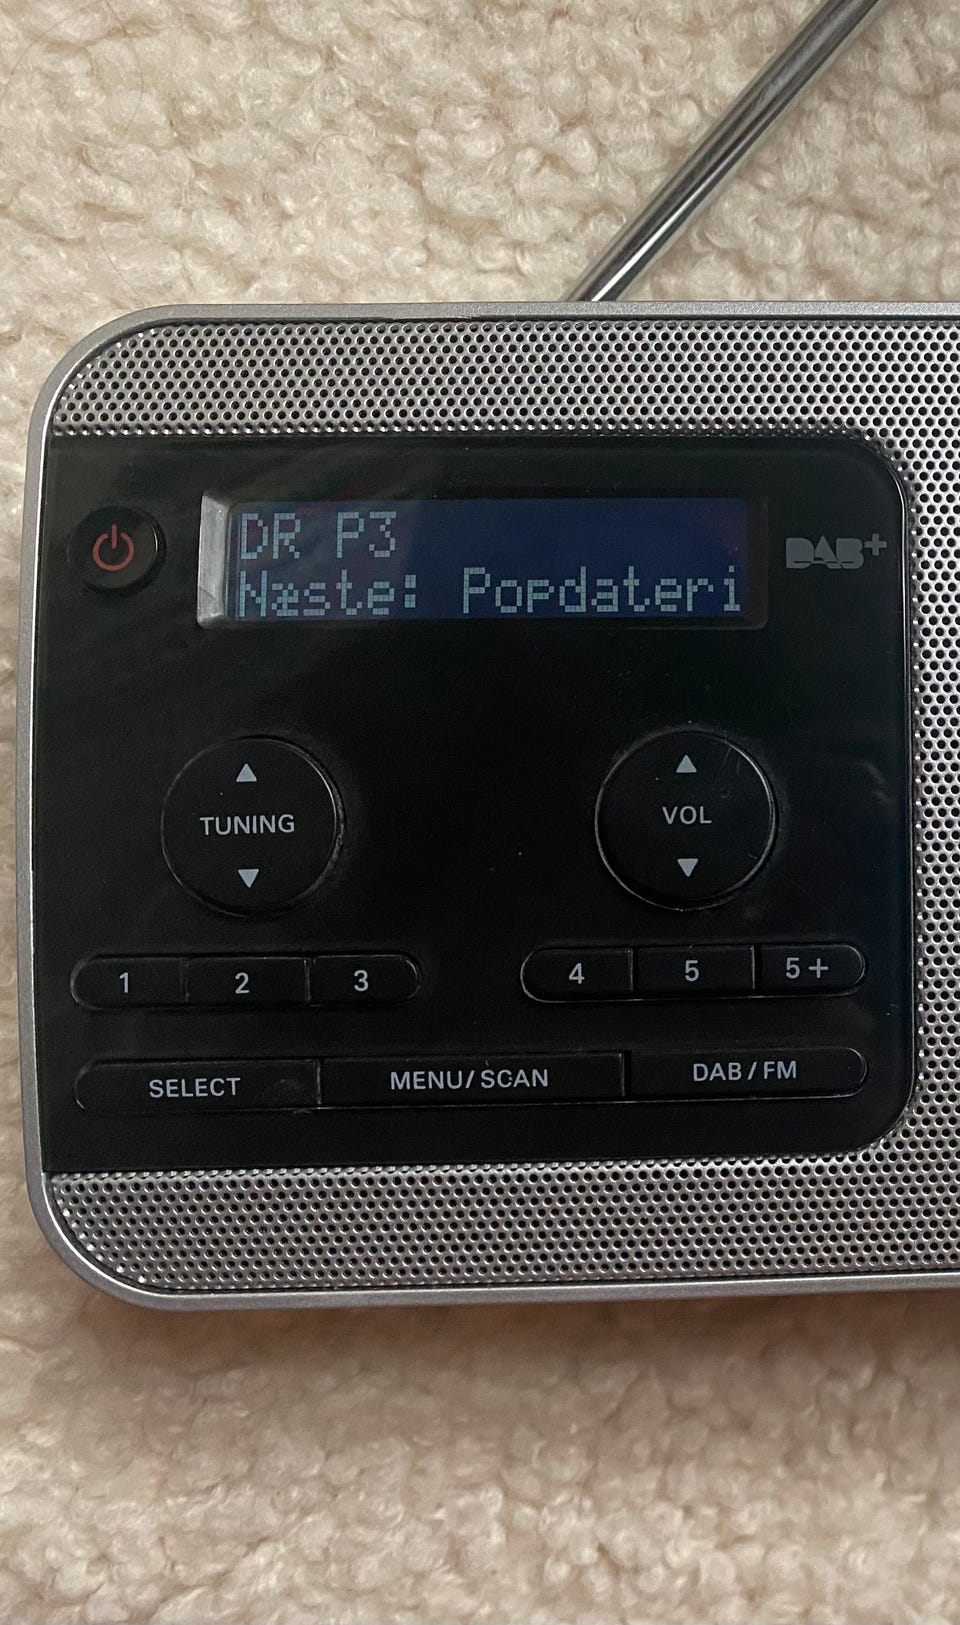 DR P3
Næste: Popdateri
DAB+
TUNING
VOL
1 2 3 4 5 5+
SELECT MENU/SCAN DAB/FM